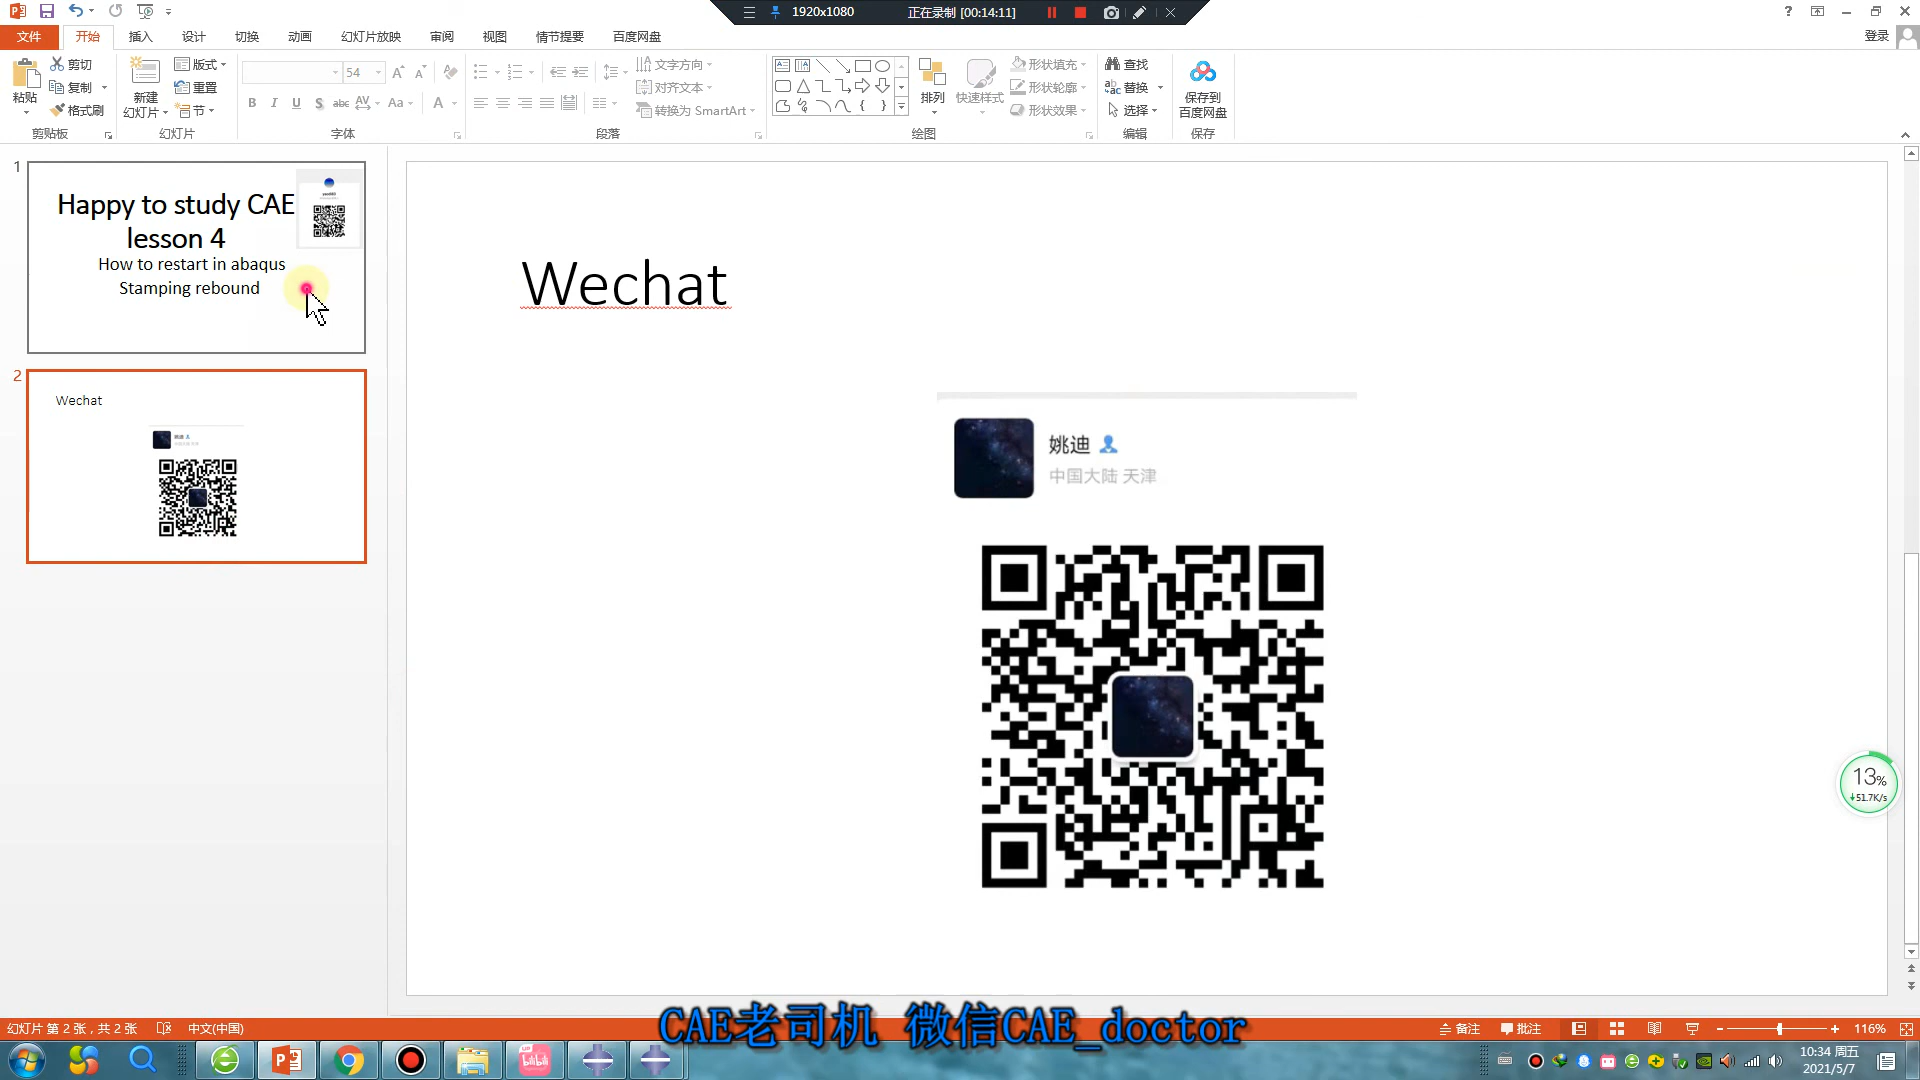 1920x1080 正在录制 [00:14:11]
文件 开始 插入 设计 切换 动画 幻灯片放映 审阅 视图 情节提要 百度网盘 登录
粘贴 剪切 复制 格式刷 剪贴板
新建 幻灯片 版式 重置 节 幻灯片
54 B I U S abc AV Aa A 字体
文字方向 对齐文本 转换为 SmartArt 段落
排列 快速样式 形状填充 形状轮廓 形状效果 绘图
查找 替换 选择 编辑
保存到 百度网盘 保存
1
Happy to study CAE
lesson 4
How to restart in abaqus
Stamping rebound
2
Wechat
Wechat
姚迪
中国大陆 天津
13%
51.7K/s
CAE老司机 微信CAE_doctor
幻灯片 第 2 张，共 2 张 中文(中国) 备注 批注 116%
bilibili
10:34 周五
2021/5/7